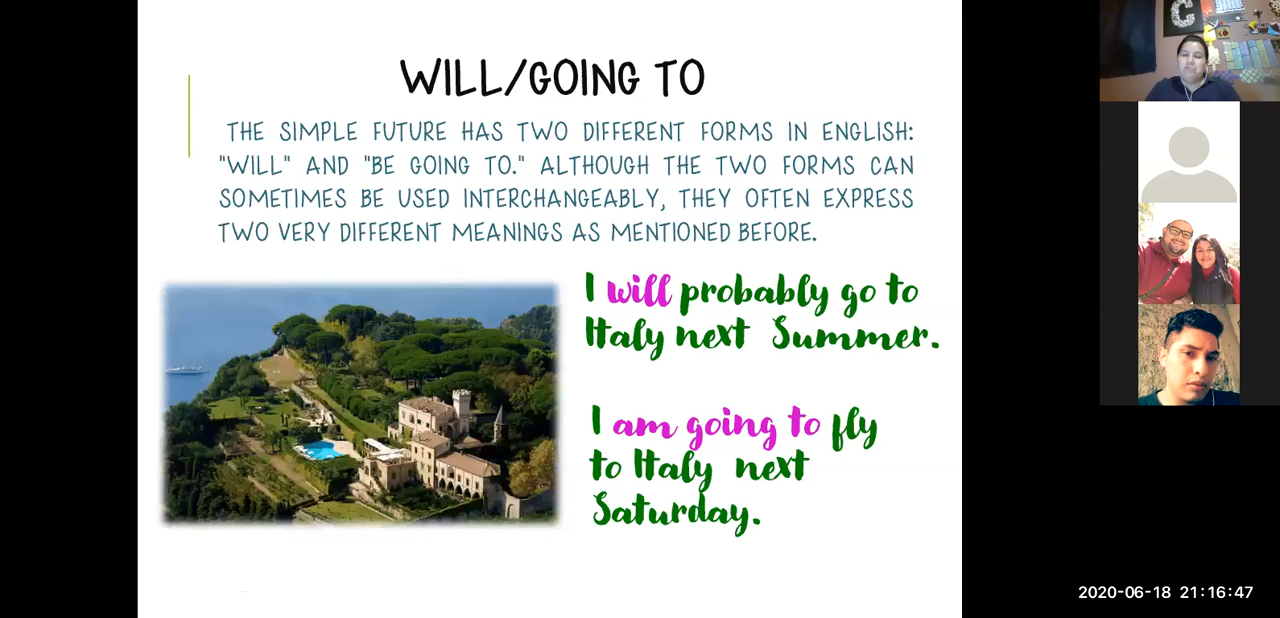 WILL/GOING TO
THE SIMPLE FUTURE HAS TWO DIFFERENT FORMS IN ENGLISH:
"WILL" AND "BE GOING TO." ALTHOUGH THE TWO FORMS CAN
SOMETIMES BE USED INTERCHANGEABLY, THEY OFTEN EXPRESS
TWO VERY DIFFERENT MEANINGS AS MENTIONED BEFORE.
I will probably go to
Italy next Summer.
I am going to fly
to Italy next
Saturday.
C
2020-06-18 21:16:47